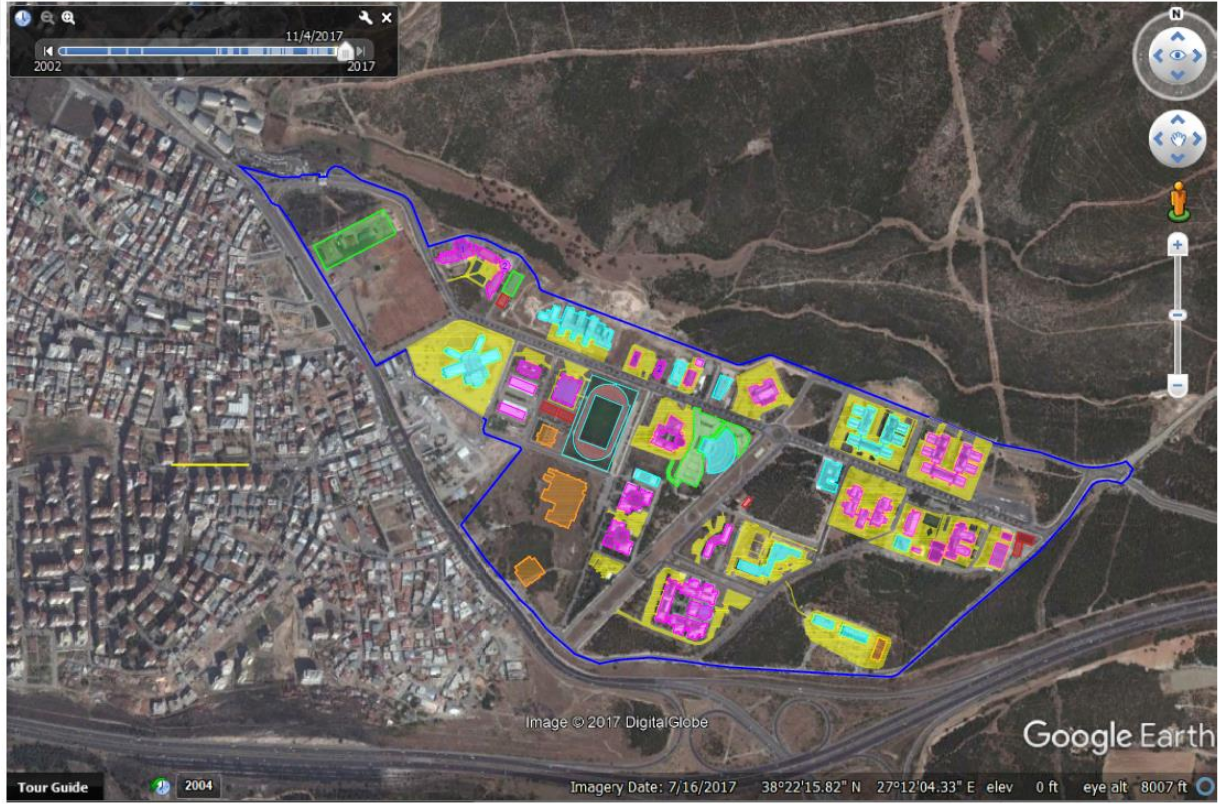 11/4/2017
2002
2017
N
Image © 2017 DigitalGlobe
Google Earth
Tour Guide
2004
Imagery Date: 7/16/2017 38°22'15.82" N 27°12'04.33" E elev 0 ft eye alt 8007 ft